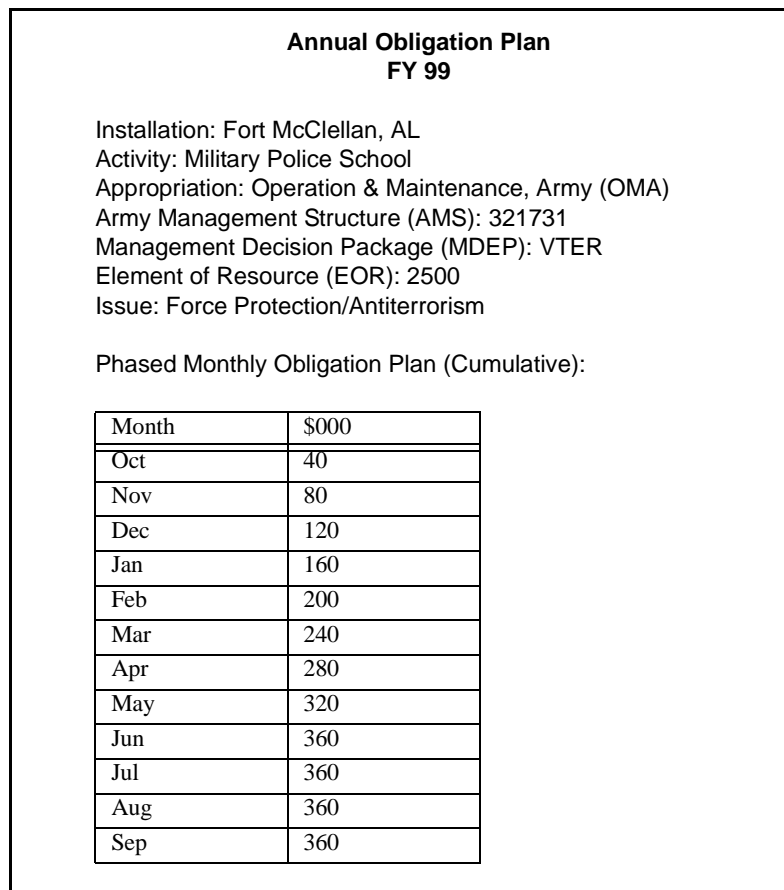 Annual Obligation Plan
FY 99
Installation: Fort McClellan, AL
Activity: Military Police School
Appropriation: Operation & Maintenance, Army (OMA)
Army Management Structure (AMS): 321731
Management Decision Package (MDEP): VTER
Element of Resource (EOR): 2500
Issue: Force Protection/Antiterrorism
Phased Monthly Obligation Plan (Cumulative):
Month $000
Oct 40
Nov 80
Dec 120
Jan 160
Feb 200
Mar 240
Apr 280
May 320
Jun 360
Jul 360
Aug 360
Sep 360